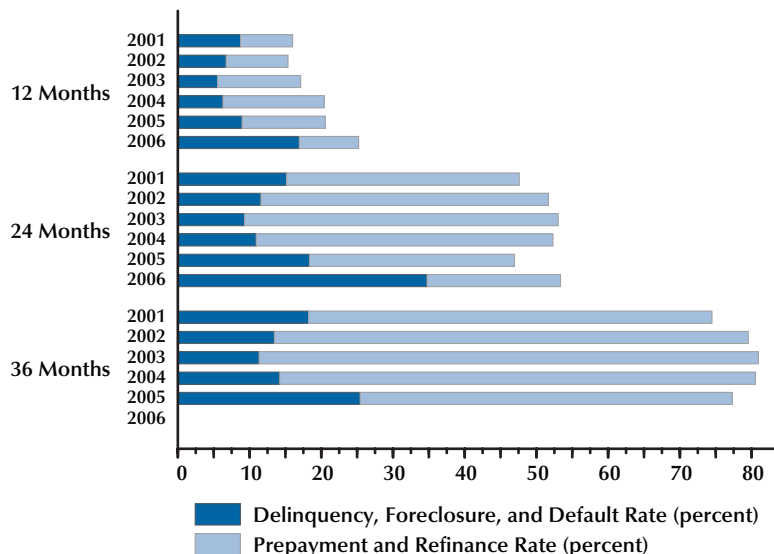 2001
2002
12 Months 2003
2004
2005
2006
2001
2002
24 Months 2003
2004
2005
2006
2001
2002
36 Months 2003
2004
2005
2006
0 10 20 30 40 50 60 70 80
Delinquency, Foreclosure, and Default Rate (percent)
Prepayment and Refinance Rate (percent)